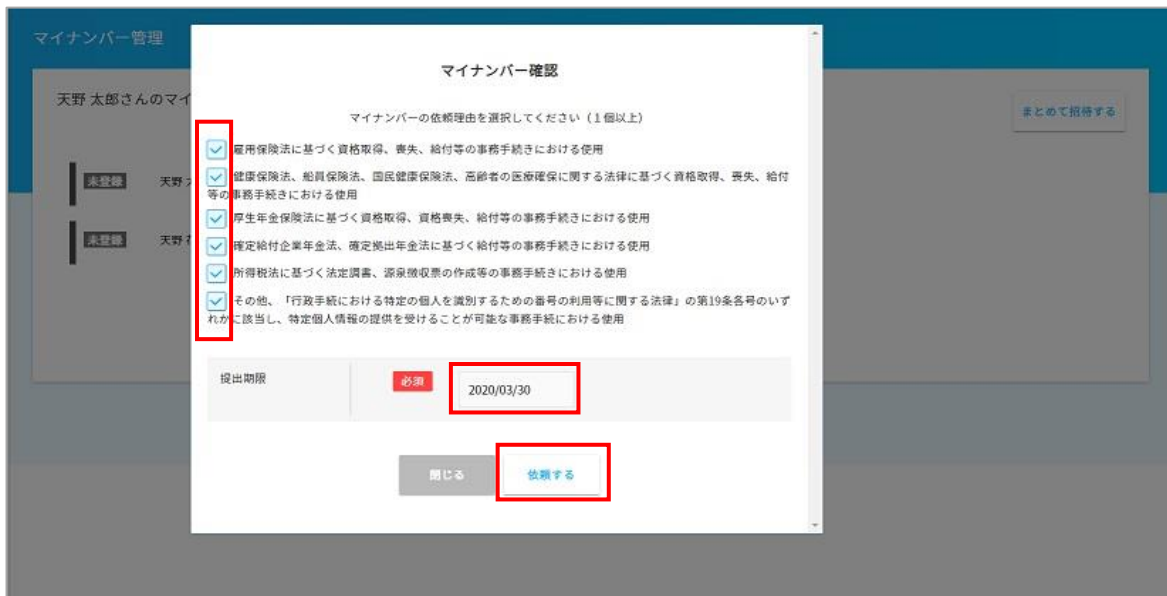 マイナンバー管理
マイナンバー確認
天野 太郎さんのマイ
まとめて招待する
マイナンバーの依頼理由を選択してください（1個以上）
雇用保険法に基づく資格取得、喪失、給付等の事務手続きにおける使用
未登録 天野
健康保険法、船員保険法、国民健康保険法、高齢者の医療確保に関する法律に基づく資格取得、喪失、給付
等の事務手続きにおける使用
厚生年金保険法に基づく資格取得、資格喪失、給付等の事務手続きにおける使用
未登録 天野
確定給付企業年金法、確定拠出年金法に基づく給付等の事務手続きにおける使用
所得税法に基づく法定調書、源泉徴収票の作成等の事務手続きにおける使用
その他、「行政手続における特定の個人を識別するための番号の利用等に関する法律」の第19条各号のいず
れかに該当し、特定個人情報の提供を受けることが可能な事務手続における使用
提出期限 必須 2020/03/30
閉じる 依頼する